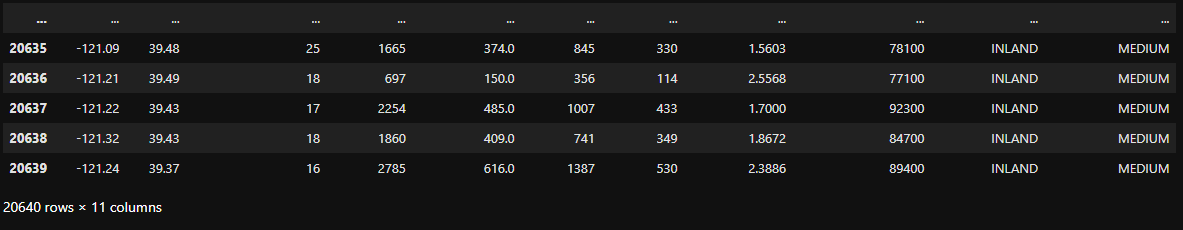 ... ... ... ... ... ... ... ... ... ... ... ...
20635 -121.09 39.48 25 1665 374.0 845 330 1.5603 78100 INLAND MEDIUM
20636 -121.21 39.49 18 697 150.0 356 114 2.5568 77100 INLAND MEDIUM
20637 -121.22 39.43 17 2254 485.0 1007 433 1.7000 92300 INLAND MEDIUM
20638 -121.32 39.43 18 1860 409.0 741 349 1.8672 84700 INLAND MEDIUM
20639 -121.24 39.37 16 2785 616.0 1387 530 2.3886 89400 INLAND MEDIUM
20640 rows × 11 columns